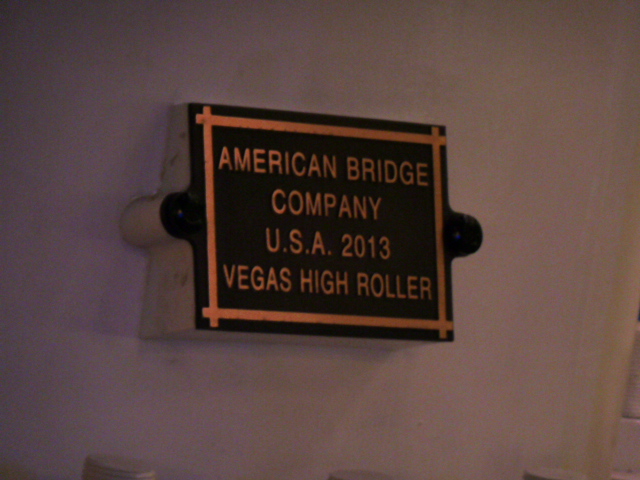 AMERICAN BRIDGE
COMPANY
U.S.A. 2013
VEGAS HIGH ROLLER